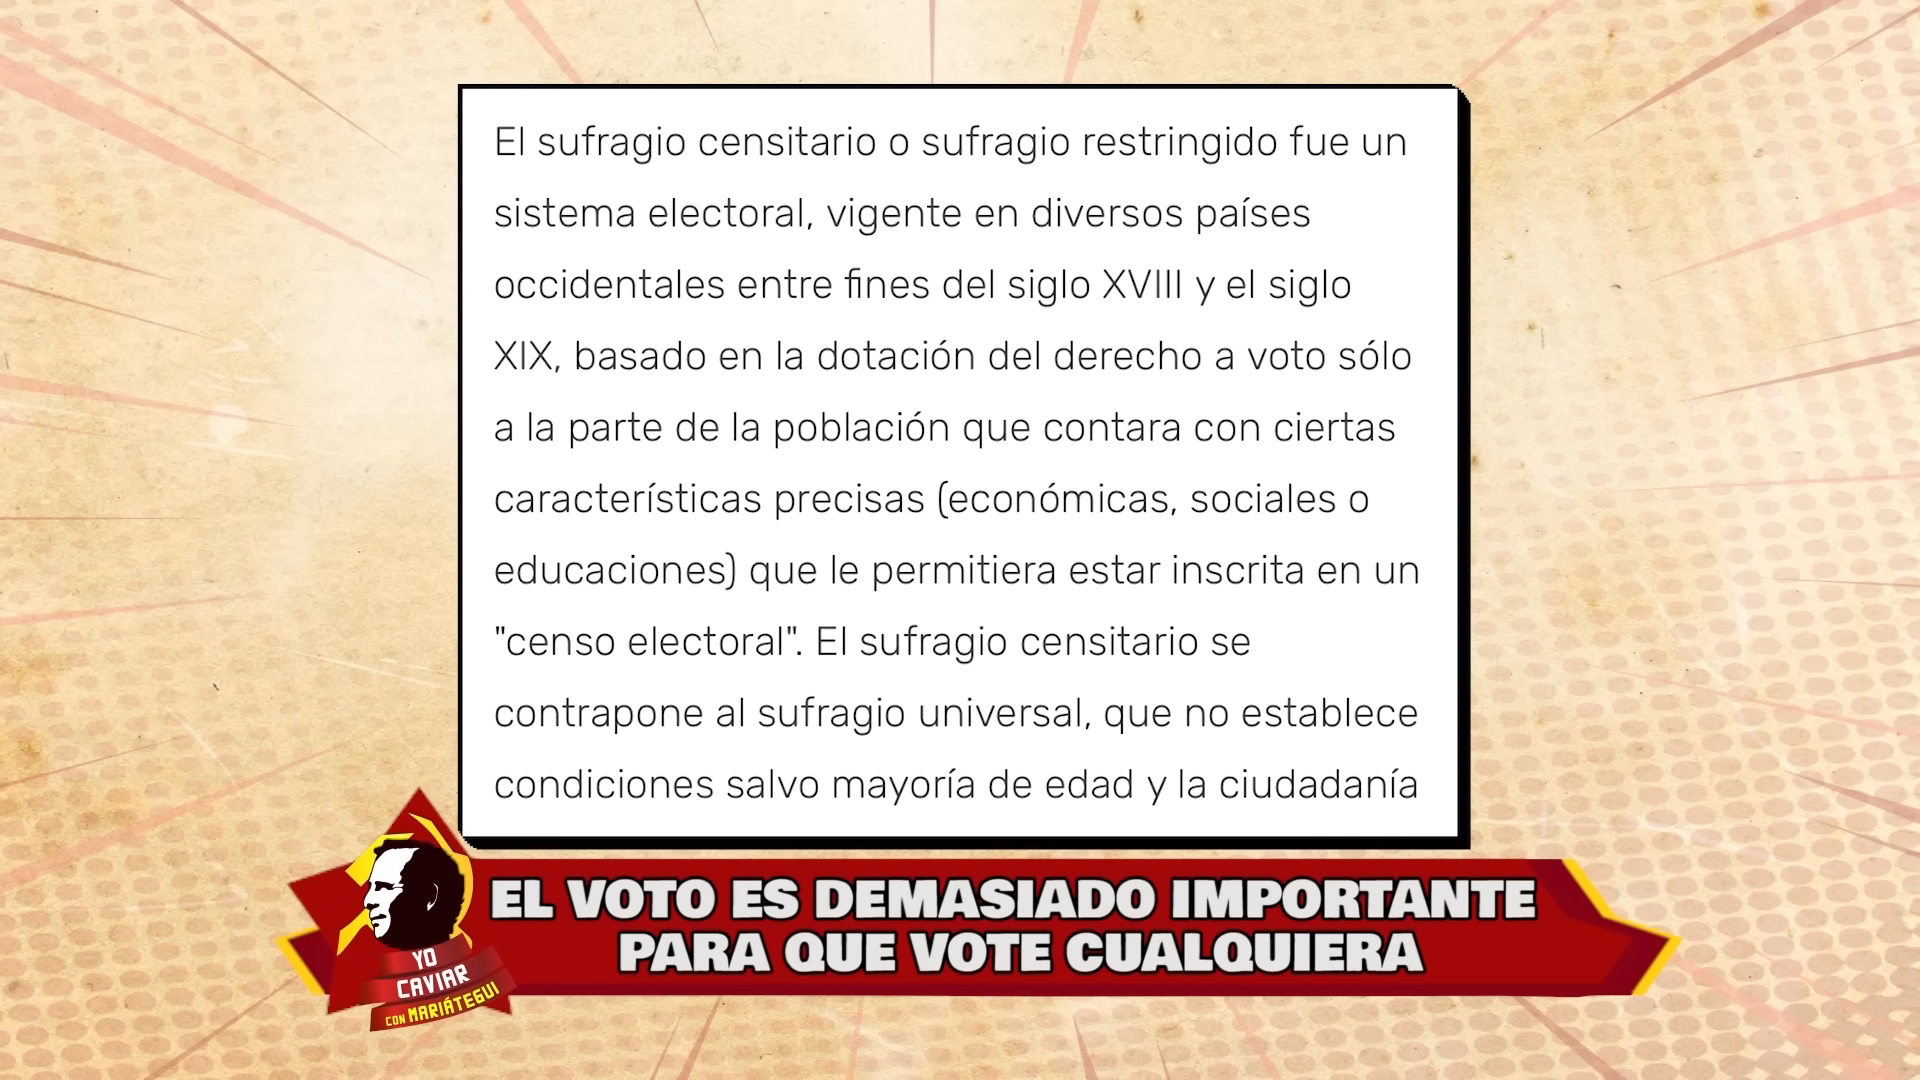 El sufragio censitario o sufragio restringido fue un
sistema electoral, vigente en diversos países
occidentales entre fines del siglo XVIII y el siglo
XIX, basado en la dotación del derecho a voto sólo
a la parte de la población que contara con ciertas
características precisas (económicas, sociales o
educaciones) que le permitiera estar inscrita en un
"censo electoral". El sufragio censitario se
contrapone al sufragio universal, que no establece
condiciones salvo mayoría de edad y la ciudadanía
EL VOTO ES DEMASIADO IMPORTANTE
PARA QUE VOTE CUALQUIERA
YO
CAVIAR
CON MARIÁTEGUI